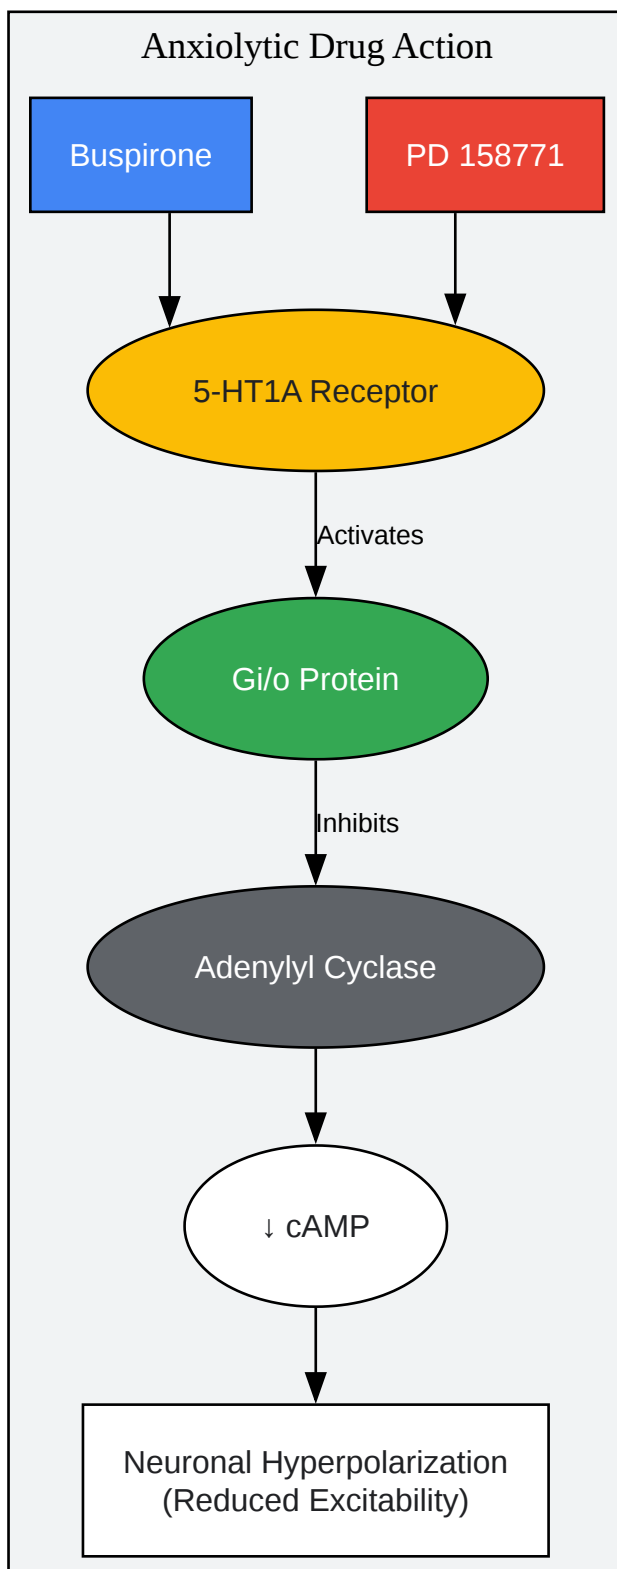 Anxiolytic Drug Action
Buspirone
PD 158771
5-HT1A Receptor
Activates
Gi/o Protein
Inhibits
Adenylyl Cyclase
↓ cAMP
Neuronal Hyperpolarization
(Reduced Excitability)